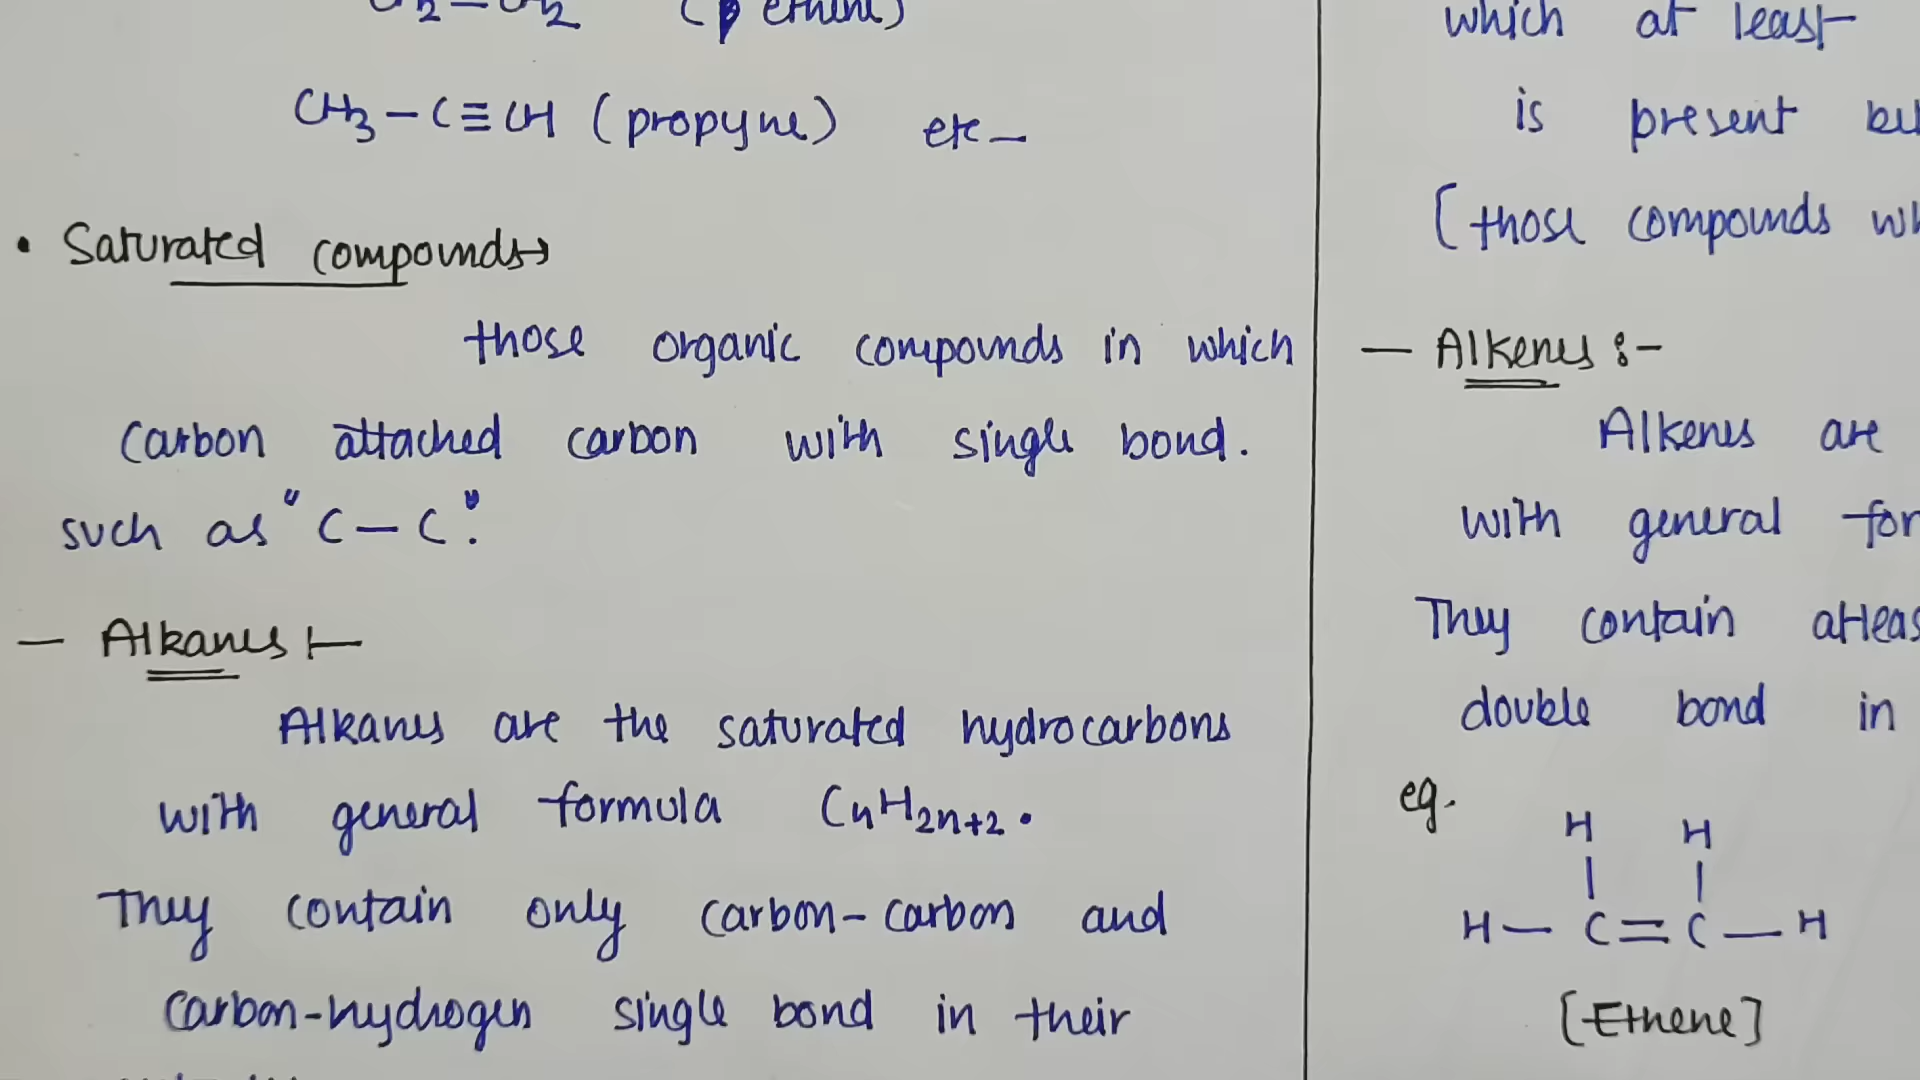 CH3-C≡CH (propyne) etc-
• Saturated compounds→
those organic compounds in which
carbon attached carbon with single bond.
such as "C-C".
- Alkanes :-
Alkanes are the saturated hydrocarbons
with general formula CnH2n+2.
They contain only carbon-carbon and
carbon-hydrogen single bond in their
which at least
is present
[those compounds
- Alkenes :-
Alkenes are
with general
They contain
double bond in
eg.
H H
H-C=C-H
[Ethene]